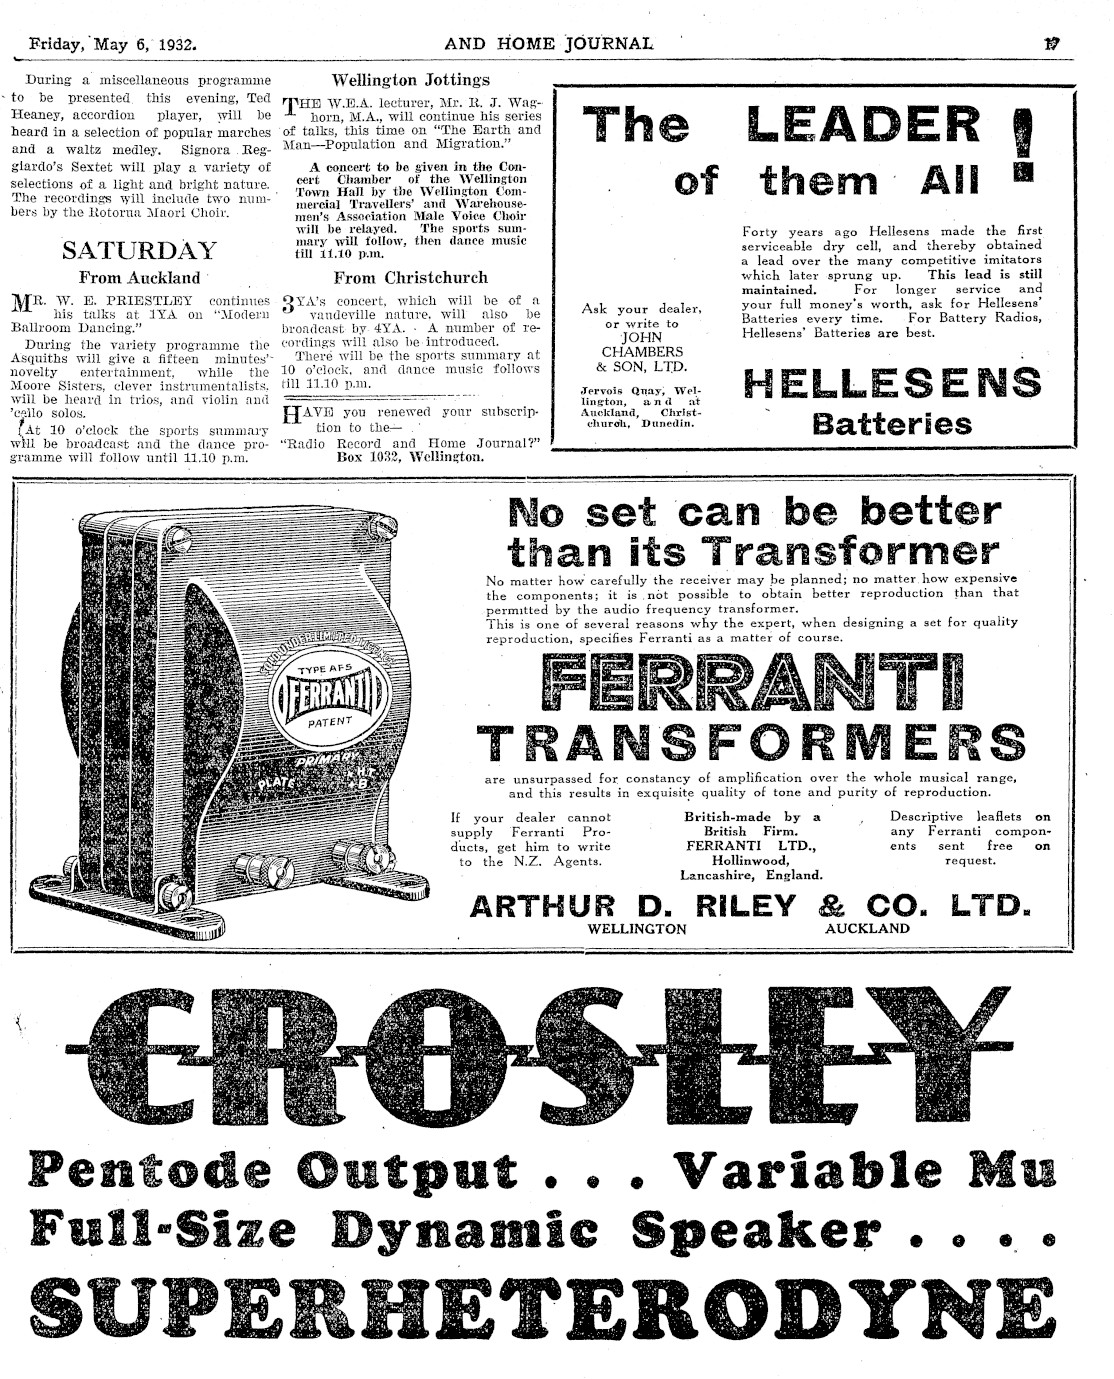 Friday, May 6, 1932.
AND HOME JOURNAL
17
During a miscellaneous programme
to be presented this evening, Ted
Heaney, accordion player, will be
heard in a selection of popular marches
and a waltz medley. Signora Reg-
giardo's Sextet will play a variety of
selections of a light and bright nature.
The recordings will include two num-
bers by the Rotorua Maori Choir.
SATURDAY
From Auckland
MR. W. E. PRIESTLEY continues
his talks at 1YA on "Modern
Ballroom Dancing."
During the variety programme the
Asquiths will give a fifteen minutes'
novelty entertainment, while the
Moore Sisters, clever instrumentalists,
will be heard in trios, and violin and
'cello solos.
At 10 o'clock the sports summary
will be broadcast and the dance pro-
gramme will follow until 11.10 p.m.
Wellington Jottings
THE W.E.A. lecturer, Mr. R. J. Wag-
horn, M.A., will continue his series
of talks, this time on "The Earth and
Man—Population and Migration."
A concert to be given in the Con-
cert Chamber of the Wellington
Town Hall by the Wellington Com-
mercial Travellers' and Warehouse-
men's Association Male Voice Choir
will be relayed. The sports sum-
mary will follow, then dance music
till 11.10 p.m.
From Christchurch
3YA's concert, which will be of a
vaudeville nature, will also be
broadcast by 4YA. A number of re-
cordings will also be introduced.
There will be the sports summary at
10 o'clock, and dance music follows
till 11.10 p.m.
HAVE you renewed your subscrip-
tion to the—
"Radio Record and Home Journal?"
Box 1032, Wellington.
The LEADER !
of them All
Forty years ago Hellesens made the first
serviceable dry cell, and thereby obtained
a lead over the many competitive imitators
which later sprung up. This lead is still
maintained. For longer service and
your full money's worth, ask for Hellesens'
Batteries every time. For Battery Radios,
Hellesens' Batteries are best.
Ask your dealer,
or write to
JOHN
CHAMBERS
& SON, LTD.
Jervois Quay, Wel-
lington, and at
Auckland, Christ-
church, Dunedin.
HELLESENS
Batteries
No set can be better
than its Transformer
No matter how carefully the receiver may be planned; no matter how expensive
the components; it is not possible to obtain better reproduction than that
permitted by the audio frequency transformer.
This is one of several reasons why the expert, when designing a set for quality
reproduction, specifies Ferranti as a matter of course.
FERRANTI
TRANSFORMERS
are unsurpassed for constancy of amplification over the whole musical range,
and this results in exquisite quality of tone and purity of reproduction.
If your dealer cannot
supply Ferranti Pro-
ducts, get him to write
to the N.Z. Agents.
British-made by a
British Firm.
FERRANTI LTD.,
Hollinwood,
Lancashire, England.
Descriptive leaflets on
any Ferranti compon-
ents sent free on
request.
ARTHUR D. RILEY & CO. LTD.
WELLINGTON AUCKLAND
TYPE AF5
FERRANTI
PATENT
PRIMARY
PLATE
CROSLEY
Pentode Output . . . Variable Mu
Full-Size Dynamic Speaker . . . .
SUPERHETERODYNE